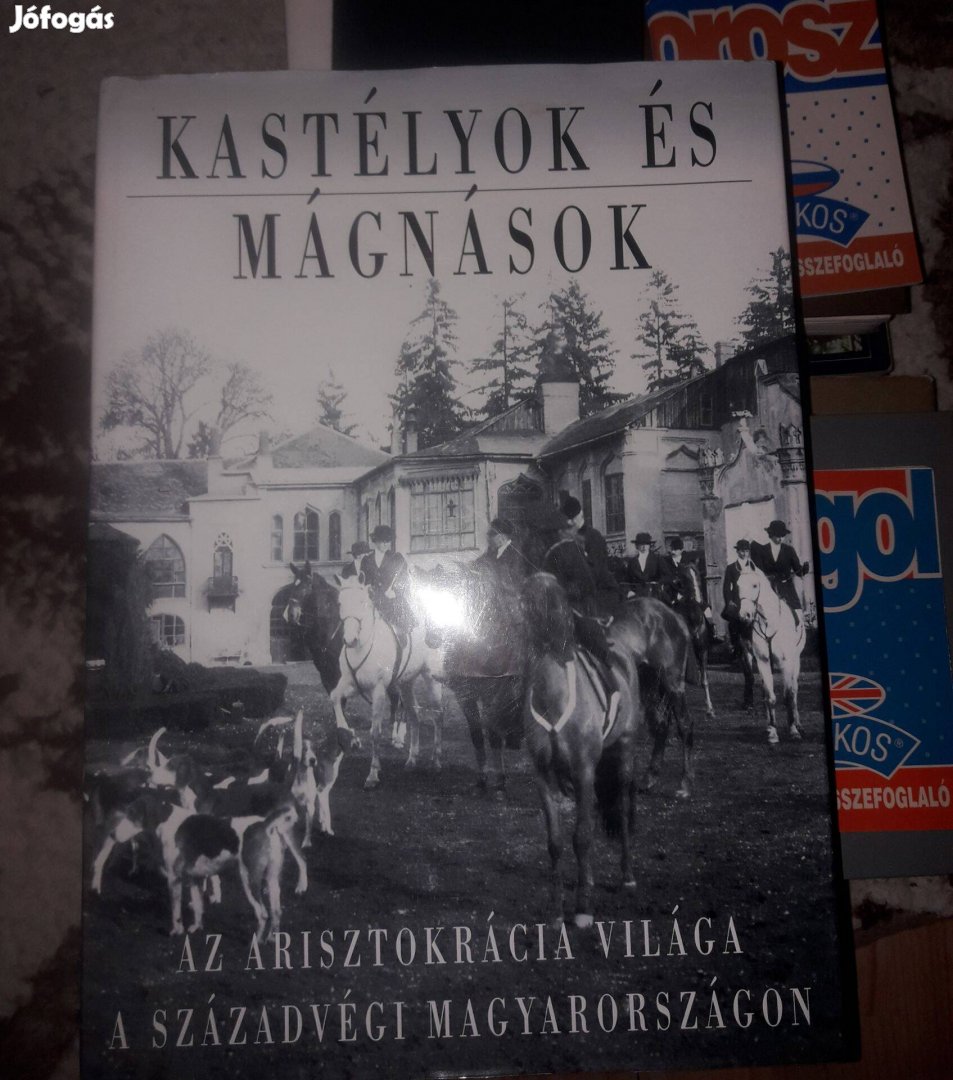 Jófogás
KASTÉLYOK ÉS
MÁGNÁSOK
AZ ARISZTOKRÁCIA VILÁGA
A SZÁZADVÉGI MAGYARORSZÁGON
orosz
KOS®
SSZEFOGLALÓ
gol
KOS®
SSZEFOGLALÓ